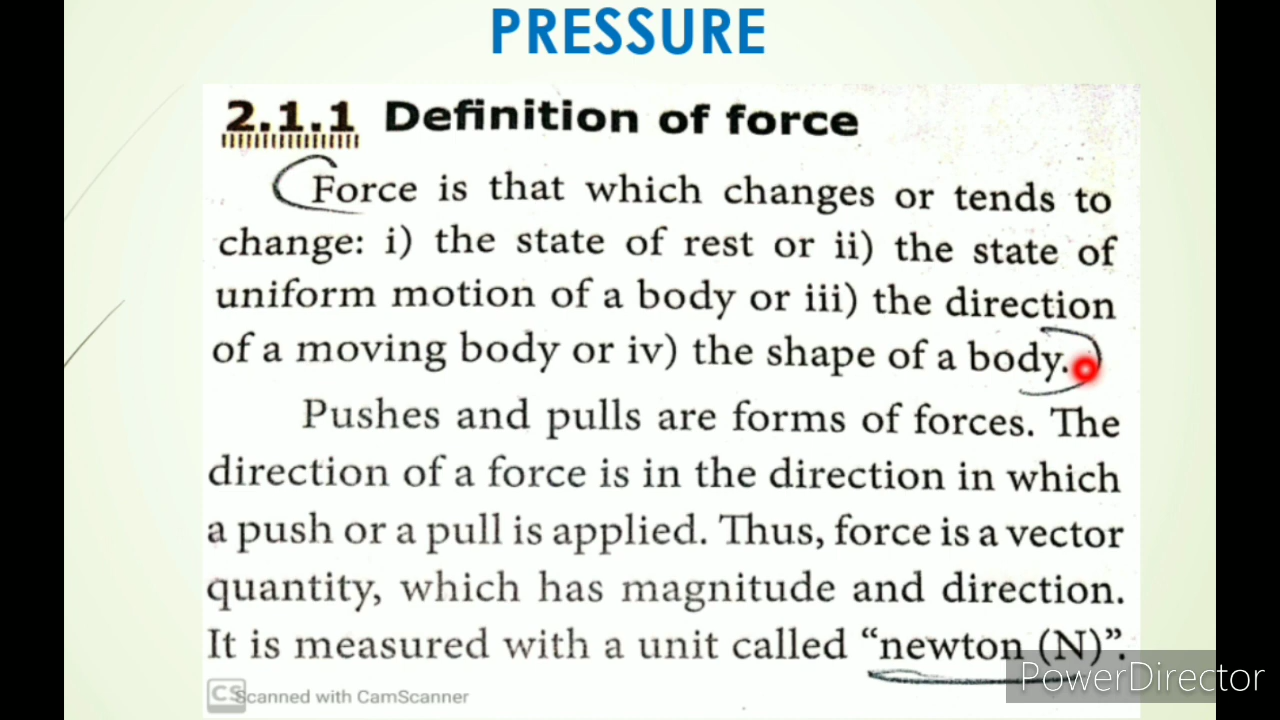 PRESSURE
2.1.1 Definition of force
Force is that which changes or tends to
change: i) the state of rest or ii) the state of
uniform motion of a body or iii) the direction
of a moving body or iv) the shape of a body.
Pushes and pulls are forms of forces. The
direction of a force is in the direction in which
a push or a pull is applied. Thus, force is a vector
quantity, which has magnitude and direction.
It is measured with a unit called “newton (N)”.
CS Scanned with CamScanner
PowerDirector